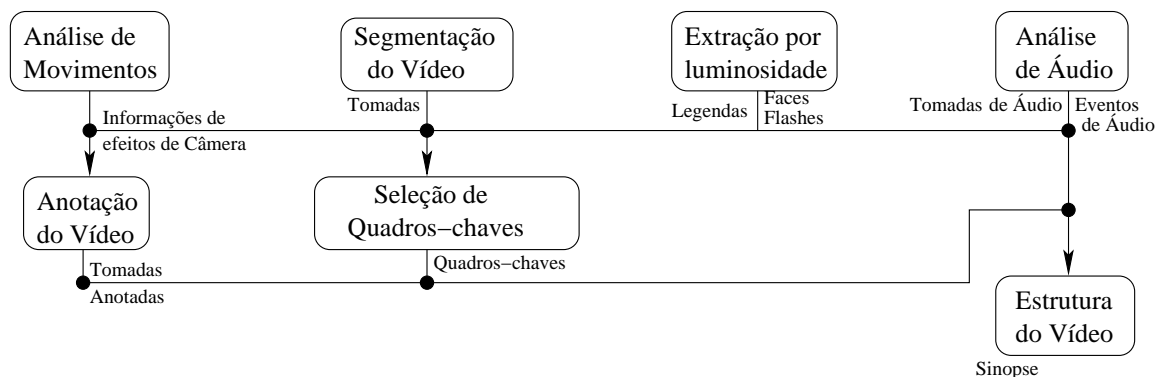 Análise de
Movimentos
Segmentação
do Vídeo
Extração por
luminosidade
Análise
de Áudio
Informações de
efeitos de Câmera
Tomadas
Legendas
Faces
Flashes
Tomadas de Áudio
Eventos
de Áudio
Anotação
do Vídeo
Seleção de
Quadros−chaves
Tomadas
Anotadas
Quadros−chaves
Estrutura
do Vídeo
Sinopse